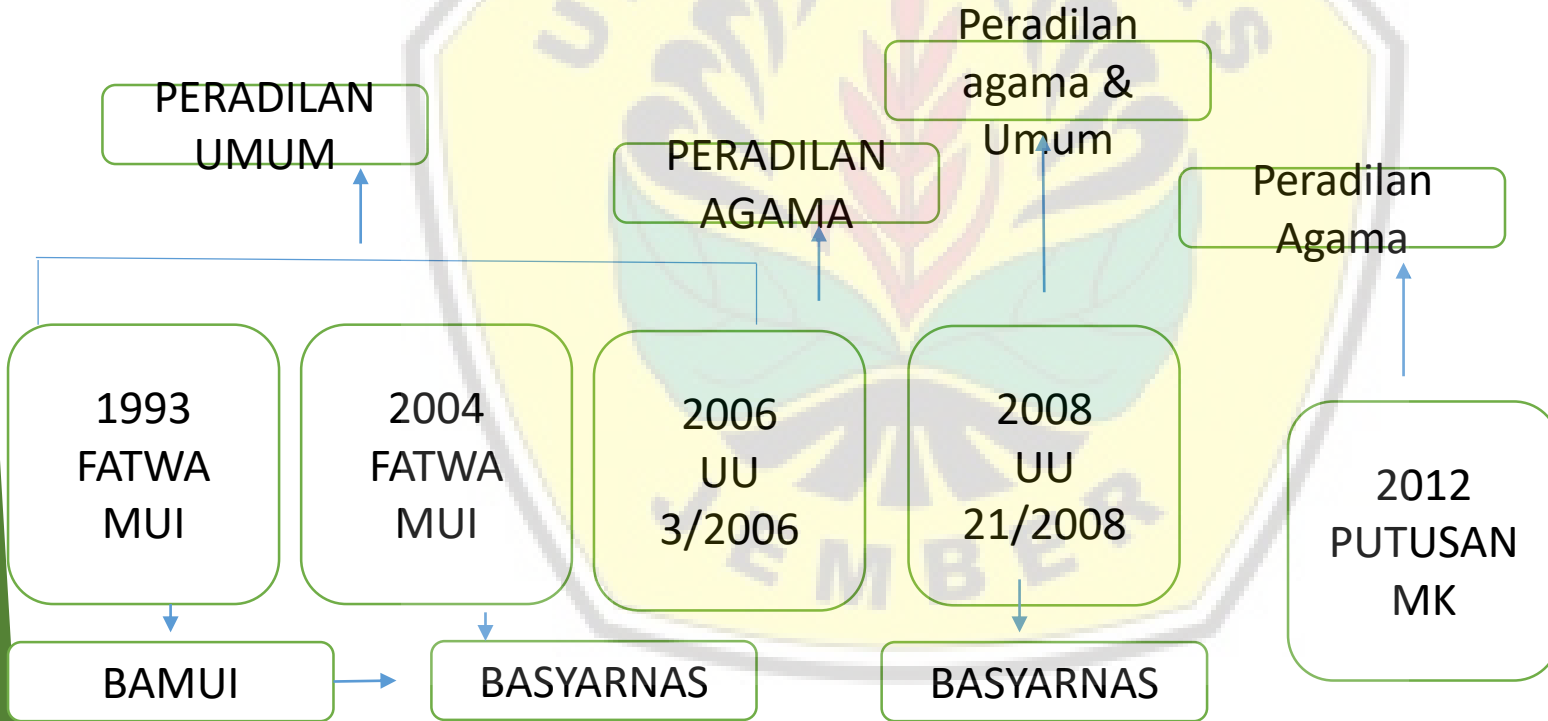 PERADILAN
UMUM
PERADILAN
AGAMA
Peradilan
agama &
Umum
Peradilan
Agama
1993
FATWA
MUI
2004
FATWA
MUI
2006
UU
3/2006
2008
UU
21/2008
2012
PUTUSAN
MK
BAMUI
BASYARNAS
BASYARNAS
JEMBER